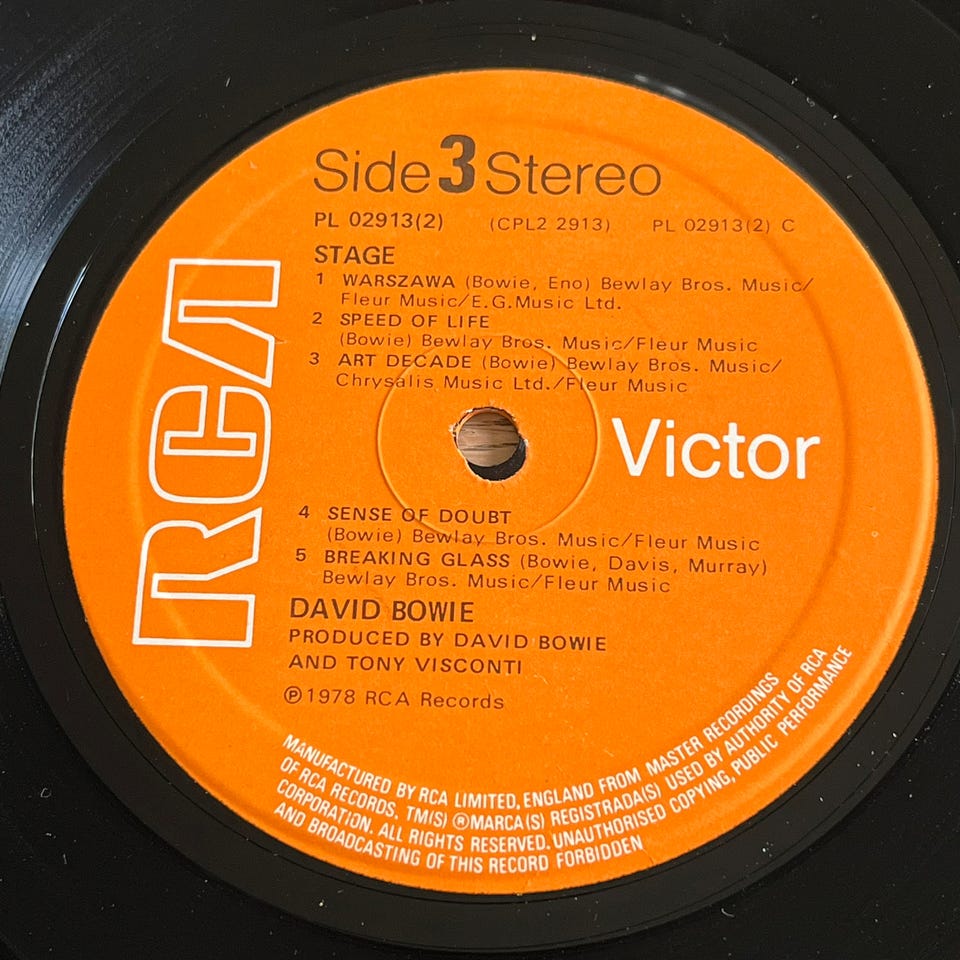 Side 3 Stereo
PL 02913(2) (CPL2 2913) PL 02913(2) C
STAGE
1 WARSZAWA (Bowie, Eno) Bewlay Bros. Music/
Fleur Music/E.G.Music Ltd.
2 SPEED OF LIFE
(Bowie) Bewlay Bros. Music/Fleur Music
3 ART DECADE (Bowie) Bewlay Bros. Music/
Chrysalis Music Ltd./Fleur Music
RCA
Victor
4 SENSE OF DOUBT
(Bowie) Bewlay Bros. Music/Fleur Music
5 BREAKING GLASS (Bowie, Davis, Murray)
Bewlay Bros. Music/Fleur Music
DAVID BOWIE
PRODUCED BY DAVID BOWIE
AND TONY VISCONTI
℗ 1978 RCA Records
MANUFACTURED BY RCA LIMITED, ENGLAND FROM MASTER RECORDINGS
OF RCA RECORDS, TM(S) ® MARCA(S) REGISTRADA(S) USED BY AUTHORITY OF RCA
CORPORATION. ALL RIGHTS RESERVED. UNAUTHORISED COPYING, PUBLIC PERFORMANCE
AND BROADCASTING OF THIS RECORD FORBIDDEN